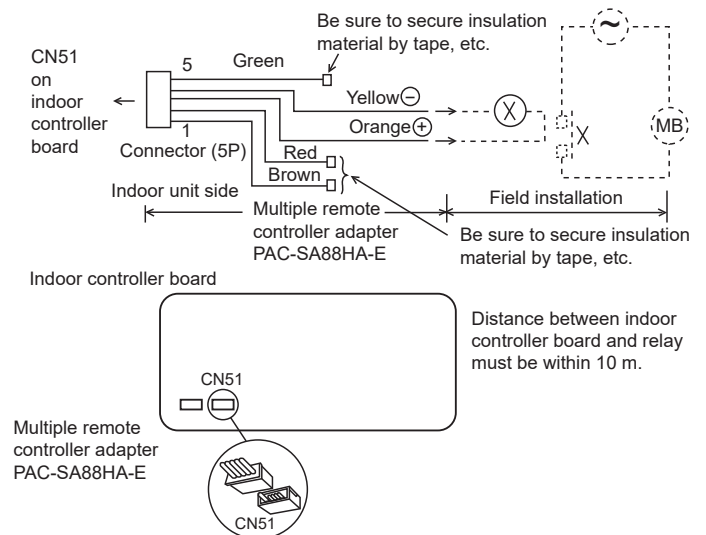 Be sure to secure insulation
material by tape, etc.
CN51
on
indoor
controller
board
5
Green
Yellow⊖
Orange⊕
X
X
~
MB
1
Connector (5P)
Red
Brown
Indoor unit side
Multiple remote
controller adapter
PAC-SA88HA-E
Field installation
Be sure to secure insulation
material by tape, etc.
Indoor controller board
Distance between indoor
controller board and relay
must be within 10 m.
CN51
Multiple remote
controller adapter
PAC-SA88HA-E
CN51